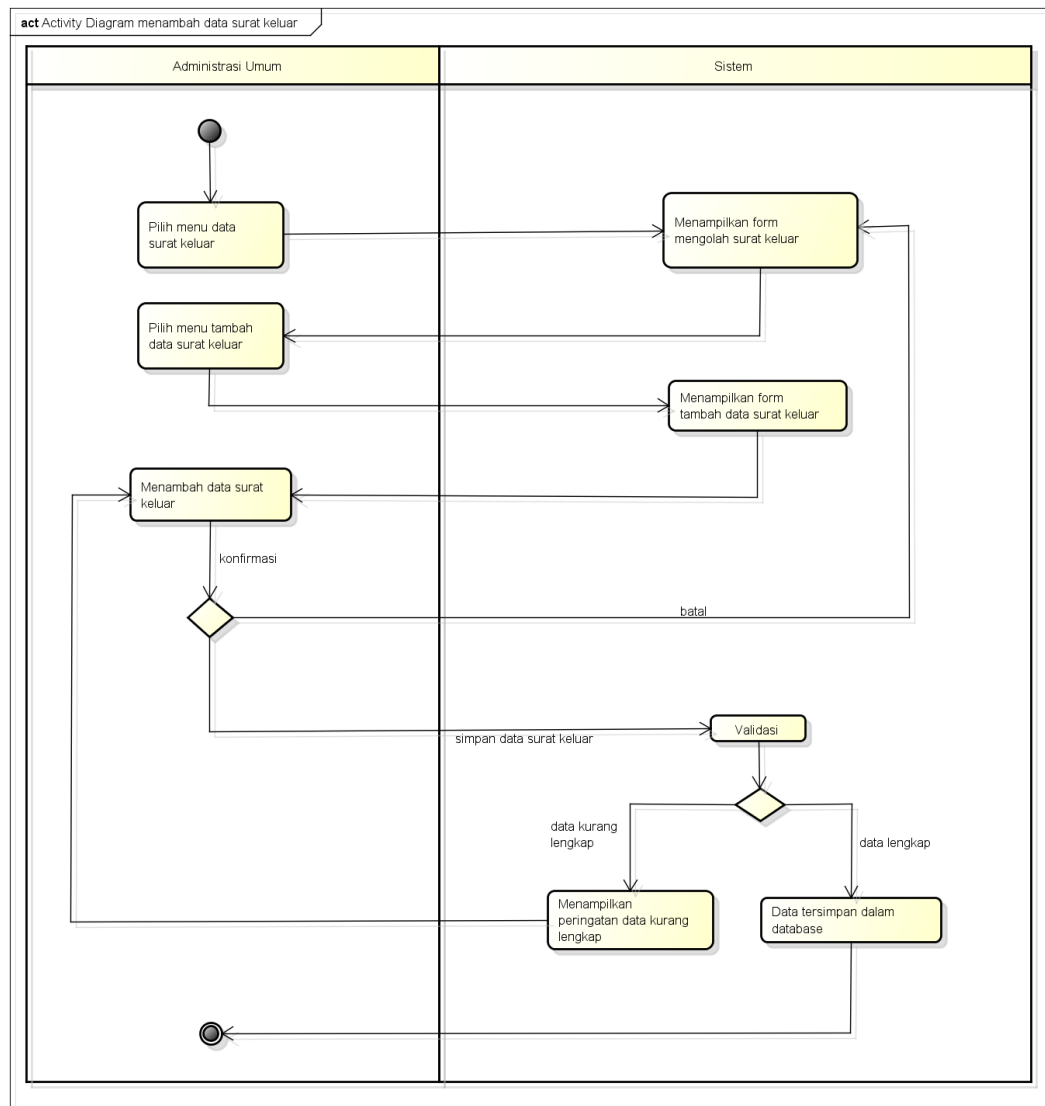 act Activity Diagram menambah data surat keluar
Administrasi Umum
Sistem
Pilih menu data
surat keluar
Menampilkan form
mengolah surat keluar
Pilih menu tambah
data surat keluar
Menampilkan form
tambah data surat keluar
Menambah data surat
keluar
konfirmasi
batal
simpan data surat keluar
Validasi
data kurang
lengkap
data lengkap
Menampilkan
peringatan data kurang
lengkap
Data tersimpan dalam
database